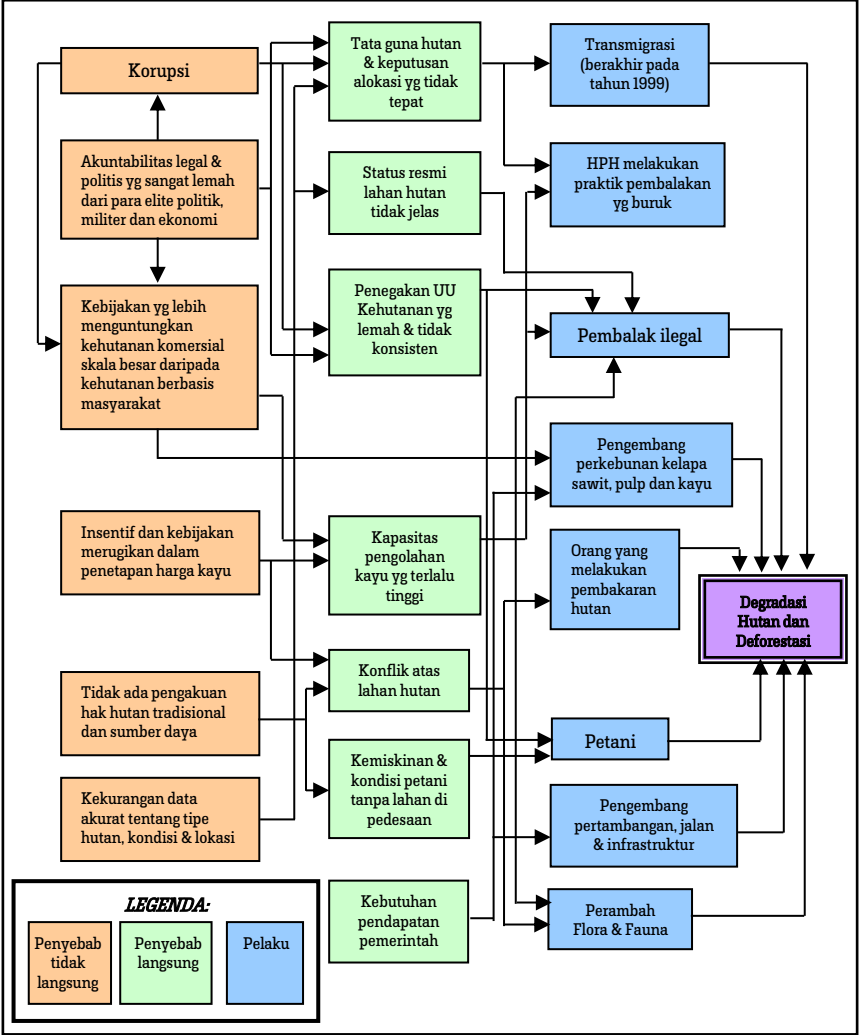 Korupsi
Akuntabilitas legal &
politis yg sangat lemah
dari para elite politik,
militer dan ekonomi
Kebijakan yg lebih
menguntungkan
kehutanan komersial
skala besar daripada
kehutanan berbasis
masyarakat
Insentif dan kebijakan
merugikan dalam
penetapan harga kayu
Tidak ada pengakuan
hak hutan tradisional
dan sumber daya
Kekurangan data
akurat tentang tipe
hutan, kondisi & lokasi
Tata guna hutan
& keputusan
alokasi yg tidak
tepat
Status resmi
lahan hutan
tidak jelas
Penegakan UU
Kehutanan yg
lemah & tidak
konsisten
Kapasitas
pengolahan
kayu yg terlalu
tinggi
Konflik atas
lahan hutan
Kemiskinan &
kondisi petani
tanpa lahan di
pedesaan
Kebutuhan
pendapatan
pemerintah
Transmigrasi
(berakhir pada
tahun 1999)
HPH melakukan
praktik pembalakan
yg buruk
Pembalak ilegal
Pengembang
perkebunan kelapa
sawit, pulp dan kayu
Orang yang
melakukan
pembakaran
hutan
Petani
Pengembang
pertambangan, jalan
& infrastruktur
Perambah
Flora & Fauna
Degradasi
Hutan dan
Deforestasi
LEGENDA:
Penyebab
tidak
langsung
Penyebab
langsung
Pelaku